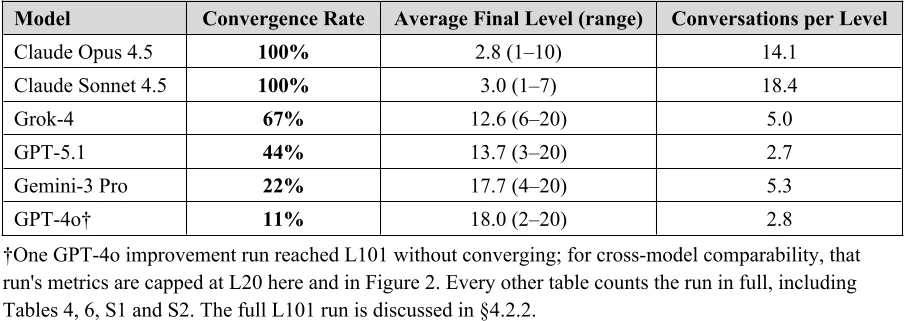 Model Convergence Rate Average Final Level (range) Conversations per Level
Claude Opus 4.5 100% 2.8 (1–10) 14.1
Claude Sonnet 4.5 100% 3.0 (1–7) 18.4
Grok-4 67% 12.6 (6–20) 5.0
GPT-5.1 44% 13.7 (3–20) 2.7
Gemini-3 Pro 22% 17.7 (4–20) 5.3
GPT-4o† 11% 18.0 (2–20) 2.8
†One GPT-4o improvement run reached L101 without converging; for cross-model comparability, that
run's metrics are capped at L20 here and in Figure 2. Every other table counts the run in full, including
Tables 4, 6, S1 and S2. The full L101 run is discussed in §4.2.2.